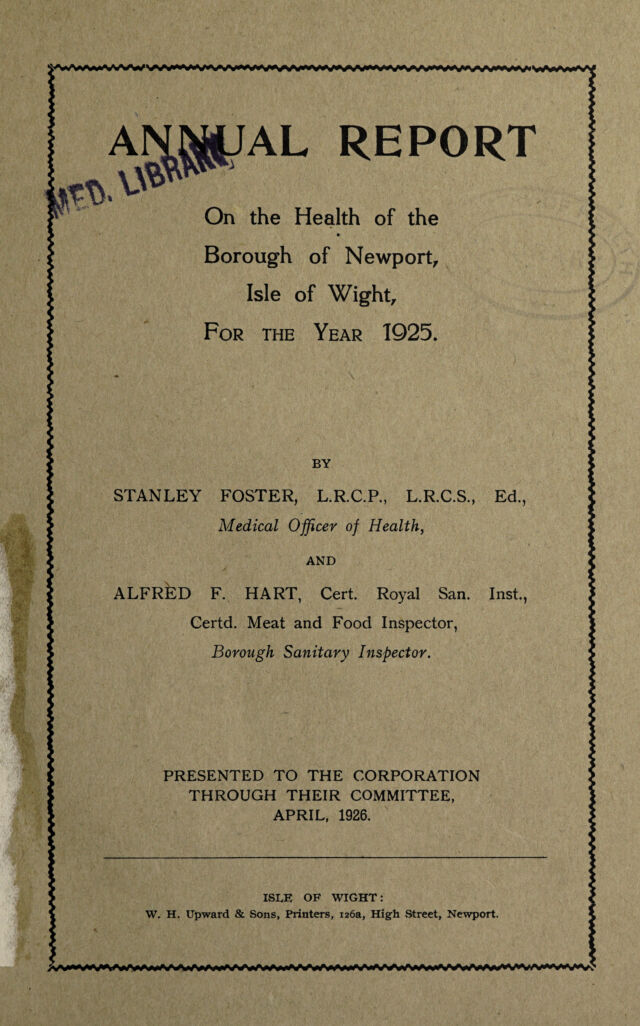 ANNUAL REPORT
MED. LIBRARY
On the Health of the
Borough of Newport,
Isle of Wight,
FOR THE YEAR 1925.
BY
STANLEY FOSTER, L.R.C.P., L.R.C.S., Ed.,
Medical Officer of Health,
AND
ALFRED F. HART, Cert. Royal San. Inst.,
Certd. Meat and Food Inspector,
Borough Sanitary Inspector.
PRESENTED TO THE CORPORATION
THROUGH THEIR COMMITTEE,
APRIL, 1926.
ISLE OF WIGHT:
W. H. Upward & Sons, Printers, 126a, High Street, Newport.